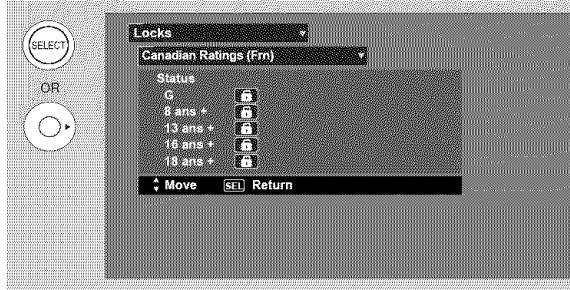 SELECT
OR
Locks
Canadian Ratings (Frn)
Status
G
8 ans +
13 ans +
16 ans +
18 ans +
Move SEL Return